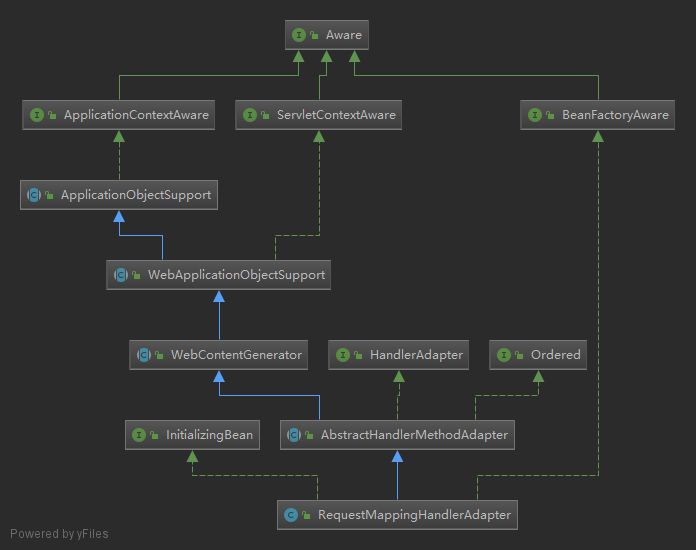 Aware
ApplicationContextAware
ServletContextAware
BeanFactoryAware
ApplicationObjectSupport
WebApplicationObjectSupport
WebContentGenerator
HandlerAdapter
Ordered
InitializingBean
AbstractHandlerMethodAdapter
RequestMappingHandlerAdapter
Powered by yFiles